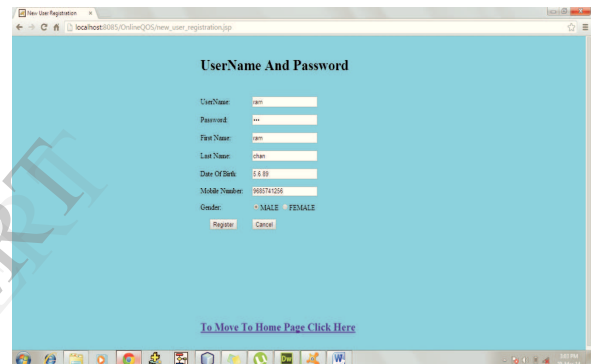 New User Registration
localhost:8085/OnlineQOS/new_user_registration.jsp
UserName And Password
UserName: ram
Password: •••
First Name: ram
Last Name: chan
Date Of Birth: 5.6.89
Mobile Number: 9685741256
Gender: MALE FEMALE
Register Cancel
To Move To Home Page Click Here
Dw W